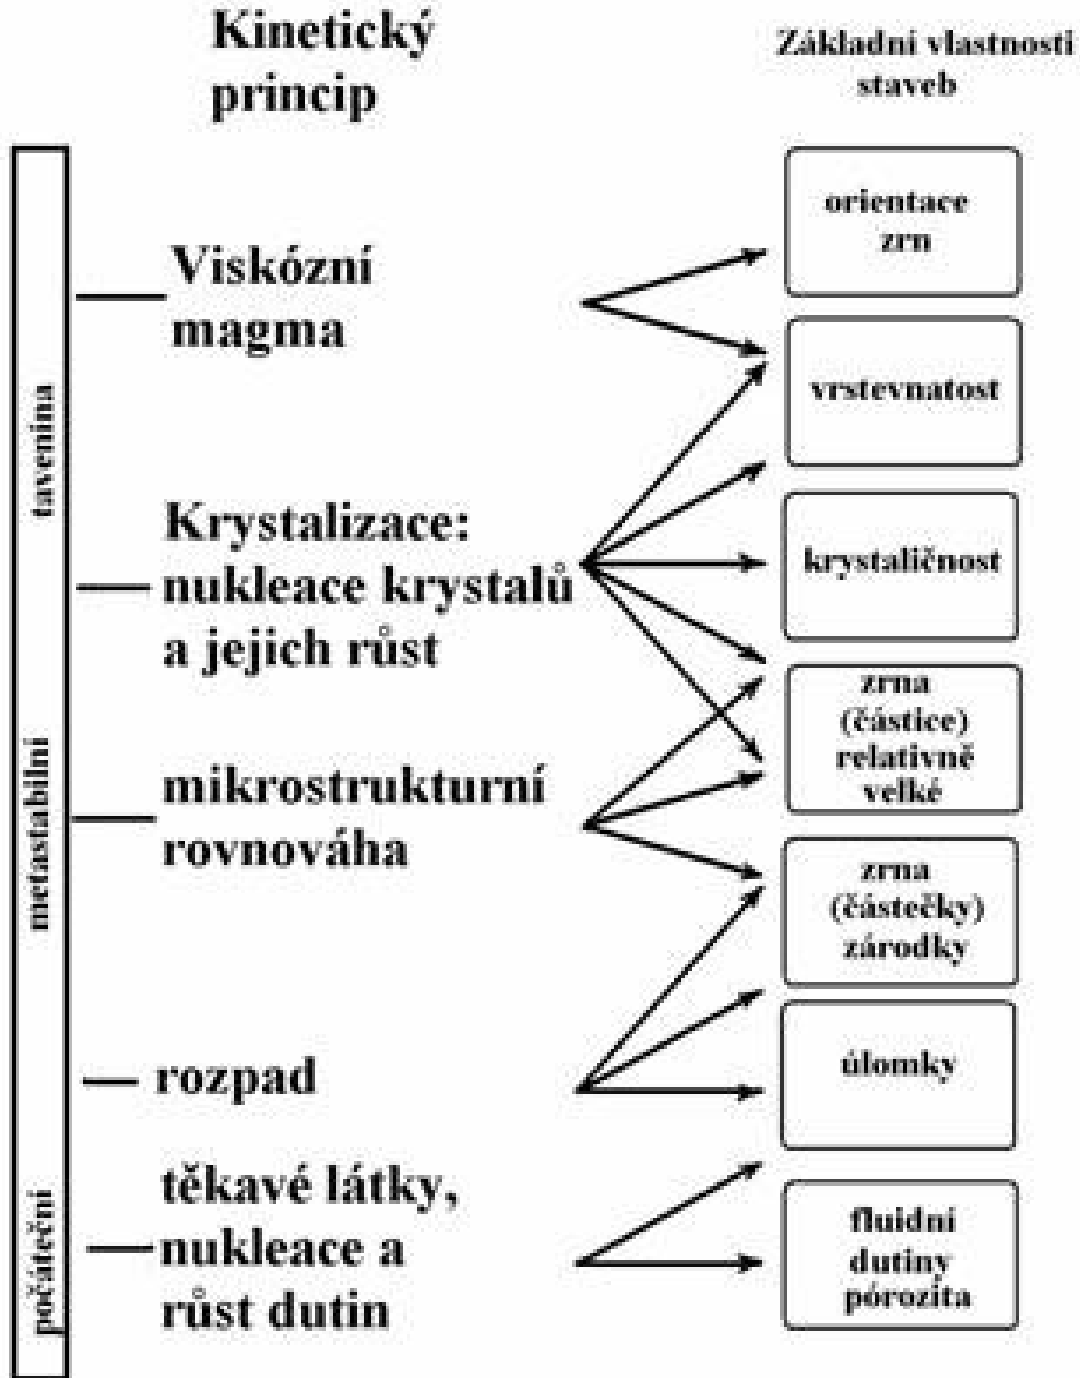 Kinetický
princip
Základní vlastnosti
staveb
tavenina
metastabilní
počáteční
Viskózní
magma
Krystalizace:
nukleace krystalů
a jejich růst
mikrostrukturní
rovnováha
rozpad
těkavé látky,
nukleace a
růst dutin
orientace
zrn
vrstevnatost
krystaličnost
zrna
(částice)
relativně
velké
zrna
(částečky)
zárodky
úlomky
fluidní
dutiny
pórozita